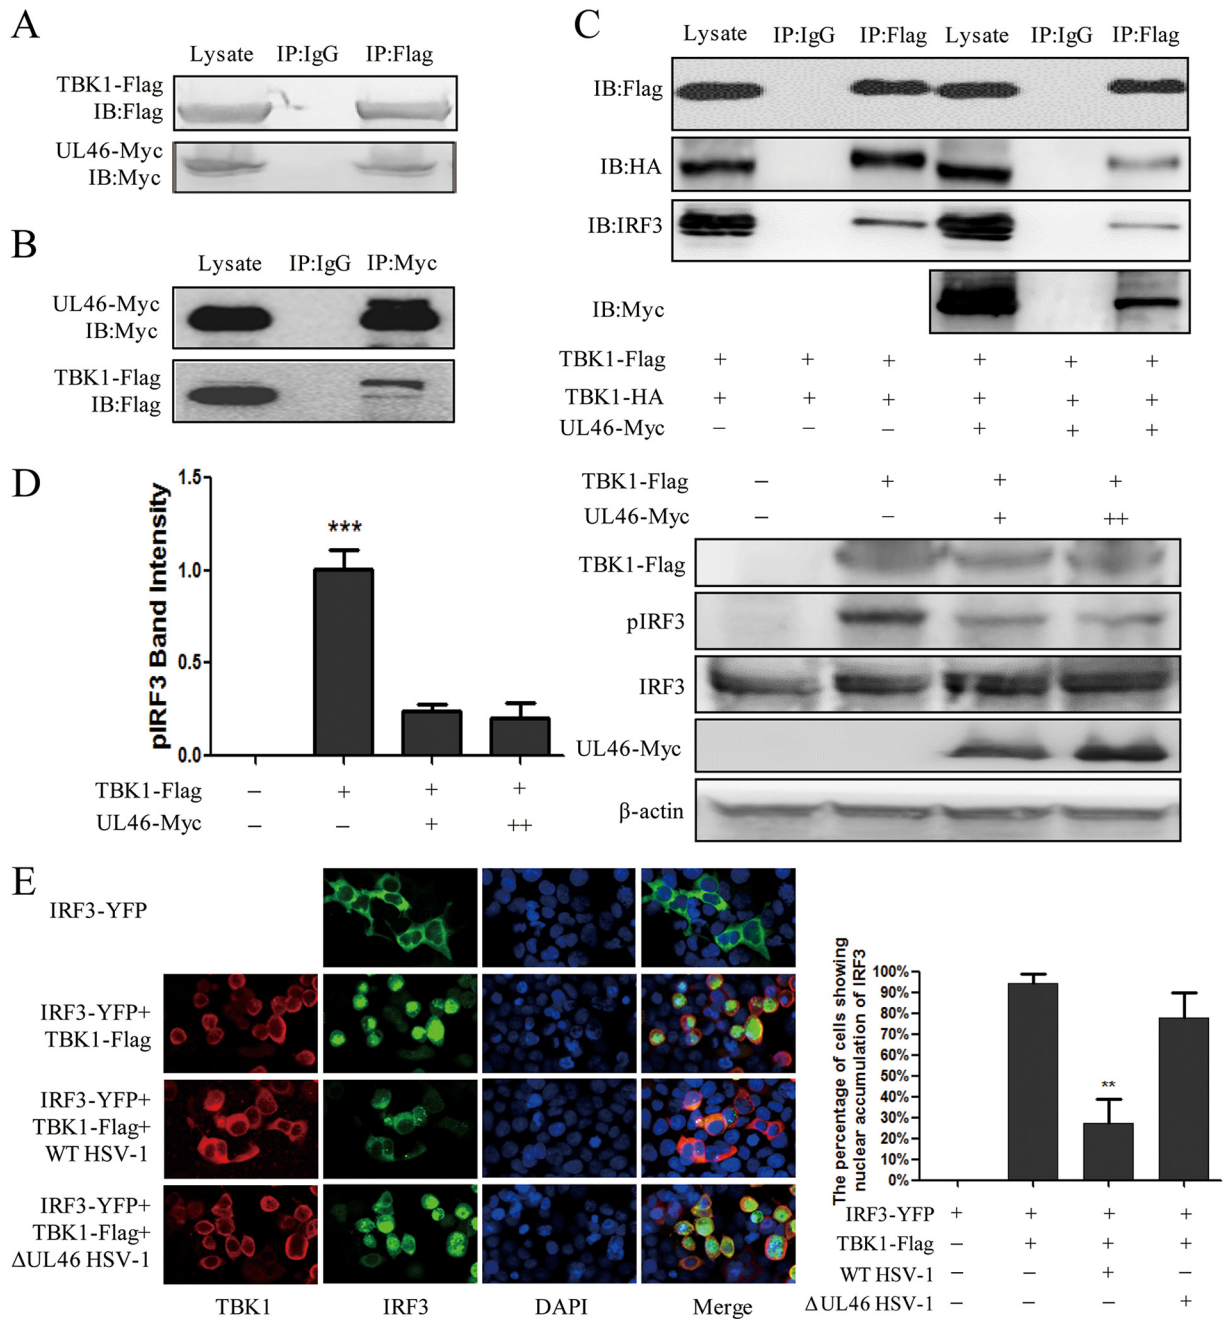 A
Lysate IP:IgG IP:Flag
TBK1-Flag
IB:Flag
UL46-Myc
IB:Myc
B
Lysate IP:IgG IP:Myc
UL46-Myc
IB:Myc
TBK1-Flag
IB:Flag
C
Lysate IP:IgG IP:Flag Lysate IP:IgG IP:Flag
IB:Flag
IB:HA
IB:IRF3
IB:Myc
TBK1-Flag + + + + + +
TBK1-HA + + + + + +
UL46-Myc − − − + + +
D
pIRF3 Band Intensity
1.5
1.0
0.5
0.0
***
TBK1-Flag − + + +
UL46-Myc − − + ++
TBK1-Flag − + + +
UL46-Myc − − + ++
TBK1-Flag
pIRF3
IRF3
UL46-Myc
β-actin
E
IRF3-YFP
IRF3-YFP+
TBK1-Flag
IRF3-YFP+
TBK1-Flag+
WT HSV-1
IRF3-YFP+
TBK1-Flag+
ΔUL46 HSV-1
TBK1 IRF3 DAPI Merge
The percentage of cells showing
nuclear accumulation of IRF3
100%
90%
80%
70%
60%
50%
40%
30%
20%
10%
0%
**
IRF3-YFP + + + +
TBK1-Flag − + + +
WT HSV-1 − − + −
ΔUL46 HSV-1 − − − +